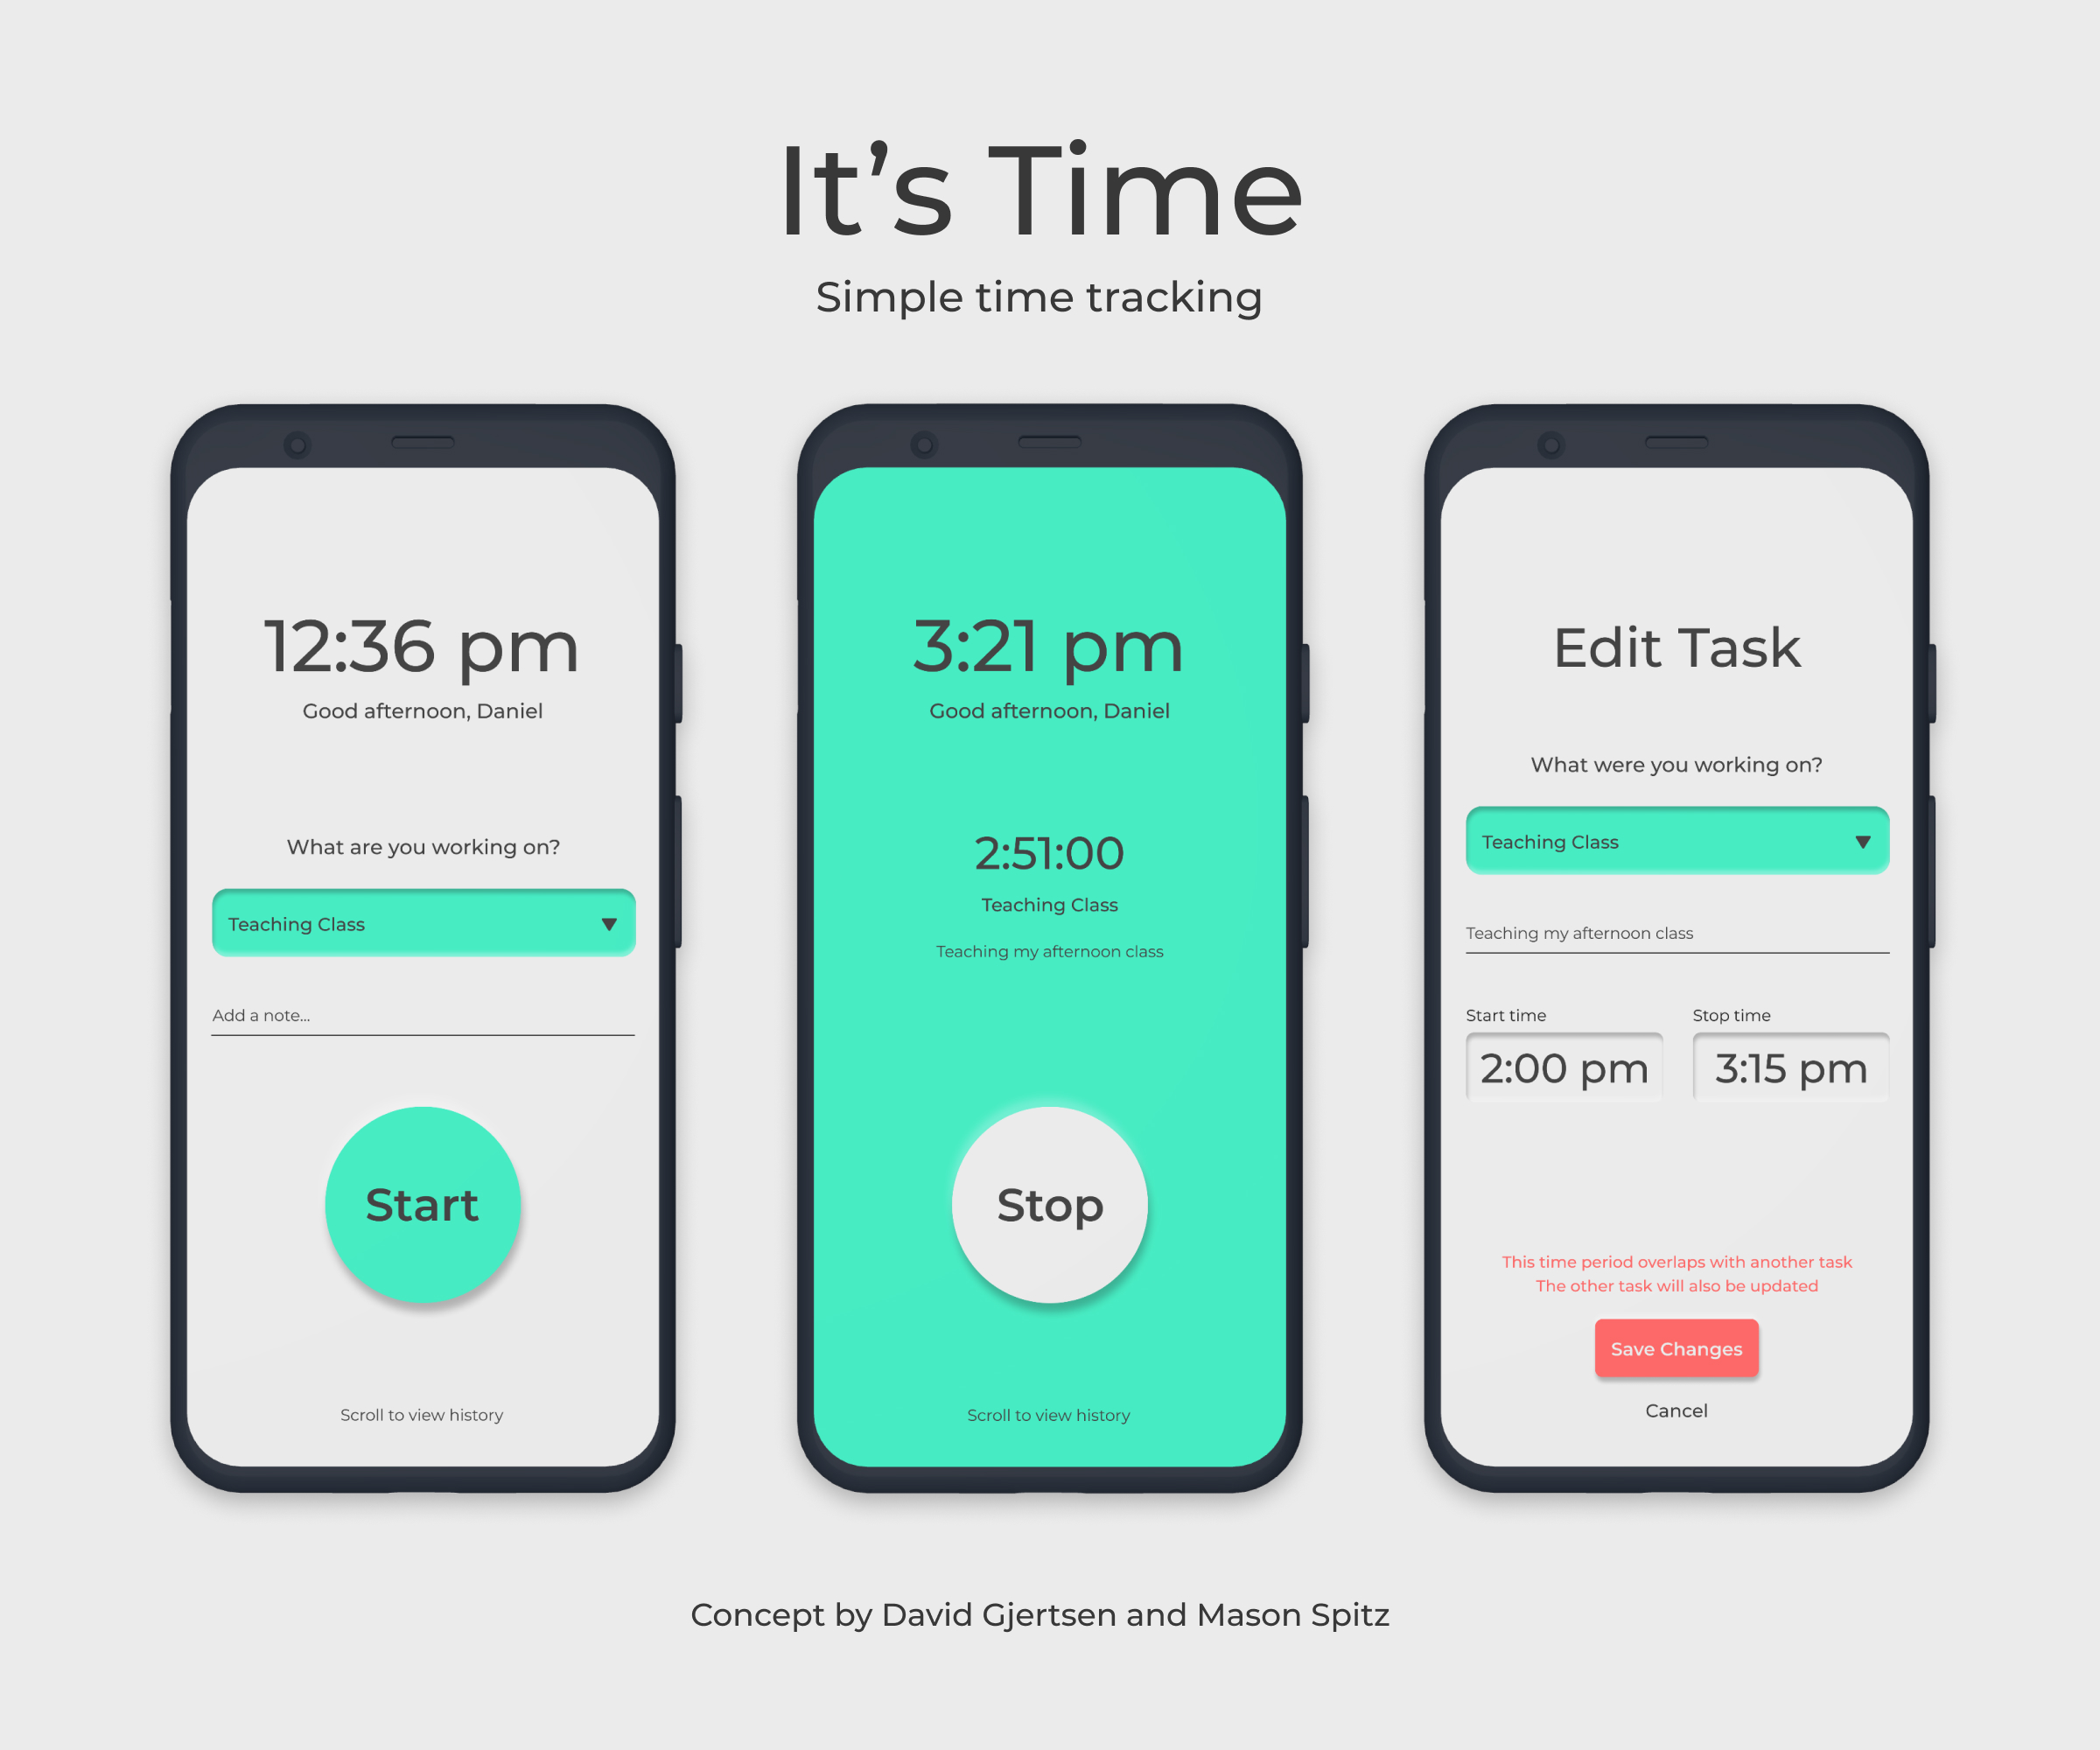 It's Time
Simple time tracking
12:36 pm
Good afternoon, Daniel
What are you working on?
Teaching Class
Add a note...
Start
Scroll to view history
3:21 pm
Good afternoon, Daniel
2:51:00
Teaching Class
Teaching my afternoon class
Stop
Scroll to view history
Edit Task
What were you working on?
Teaching Class
Teaching my afternoon class
Start time
Stop time
2:00 pm
3:15 pm
This time period overlaps with another task
The other task will also be updated
Save Changes
Cancel
Concept by David Gjertsen and Mason Spitz